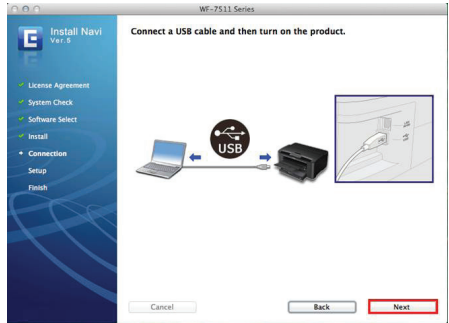 WF-7511 Series
Install Navi
Ver.5
Connect a USB cable and then turn on the product.
License Agreement
System Check
Software Select
Install
Connection
Setup
Finish
USB
Cancel
Back
Next